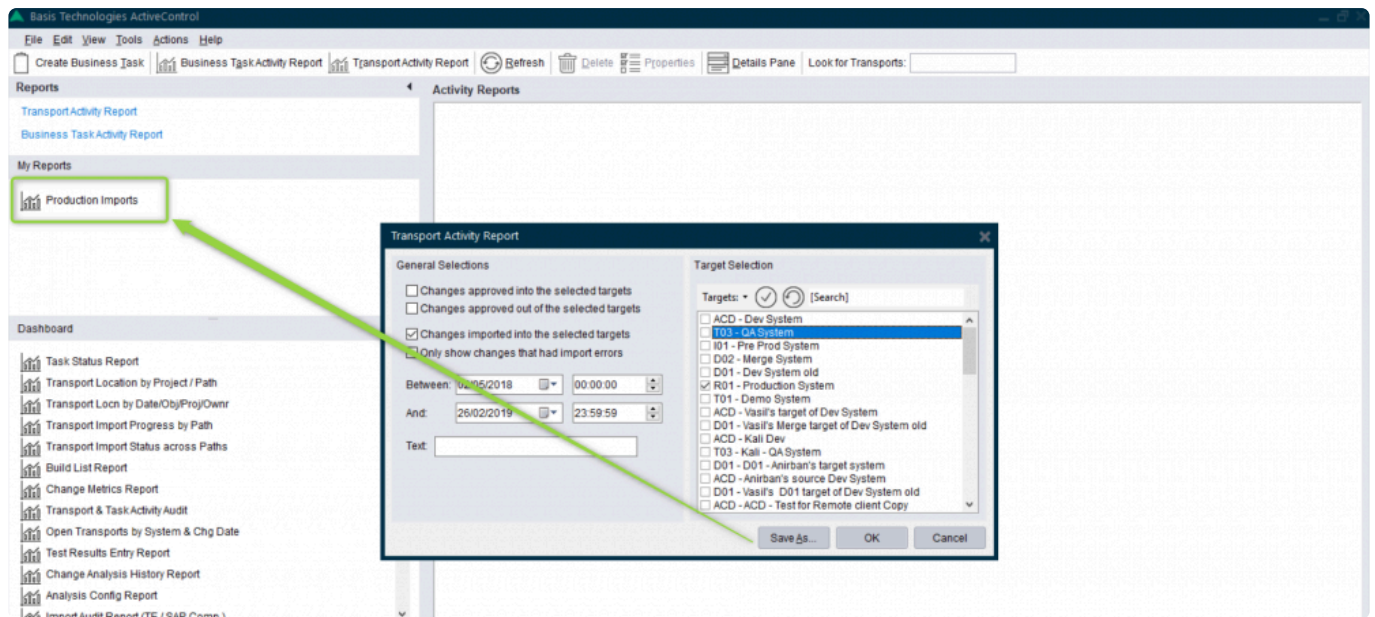 Basis Technologies ActiveControl
File Edit View Tools Actions Help
Create Business Task Business Task Activity Report Transport Activity Report Refresh Delete Properties Details Pane Look for Transports:
Reports
Transport Activity Report
Business Task Activity Report
My Reports
Production Imports
Dashboard
Task Status Report
Transport Location by Project / Path
Transport Locn by Date/Obj/Proj/Ownr
Transport Import Progress by Path
Transport Import Status across Paths
Build List Report
Change Metrics Report
Transport & Task Activity Audit
Open Transports by System & Chg Date
Test Results Entry Report
Change Analysis History Report
Analysis Config Report
Import Audit Report (TE / SAP Comp.)
Activity Reports
Transport Activity Report
General Selections
Changes approved into the selected targets
Changes approved out of the selected targets
Changes imported into the selected targets
Only show changes that had import errors
Between: 02/05/2018 00:00:00
And: 26/02/2019 23:59:59
Text:
Target Selection
Targets: [Search]
ACD - Dev System
T03 - QA System
I01 - Pre Prod System
D02 - Merge System
D01 - Dev System old
R01 - Production System
T01 - Demo System
ACD - Vasil's target of Dev System
D01 - Vasil's Merge target of Dev System old
ACD - Kali Dev
T03 - Kali - QA System
D01 - D01 - Anirban's target system
ACD - Anirban's source Dev System
D01 - Vasil's D01 target of Dev System old
ACD - ACD - Test for Remote client Copy
Save As... OK Cancel